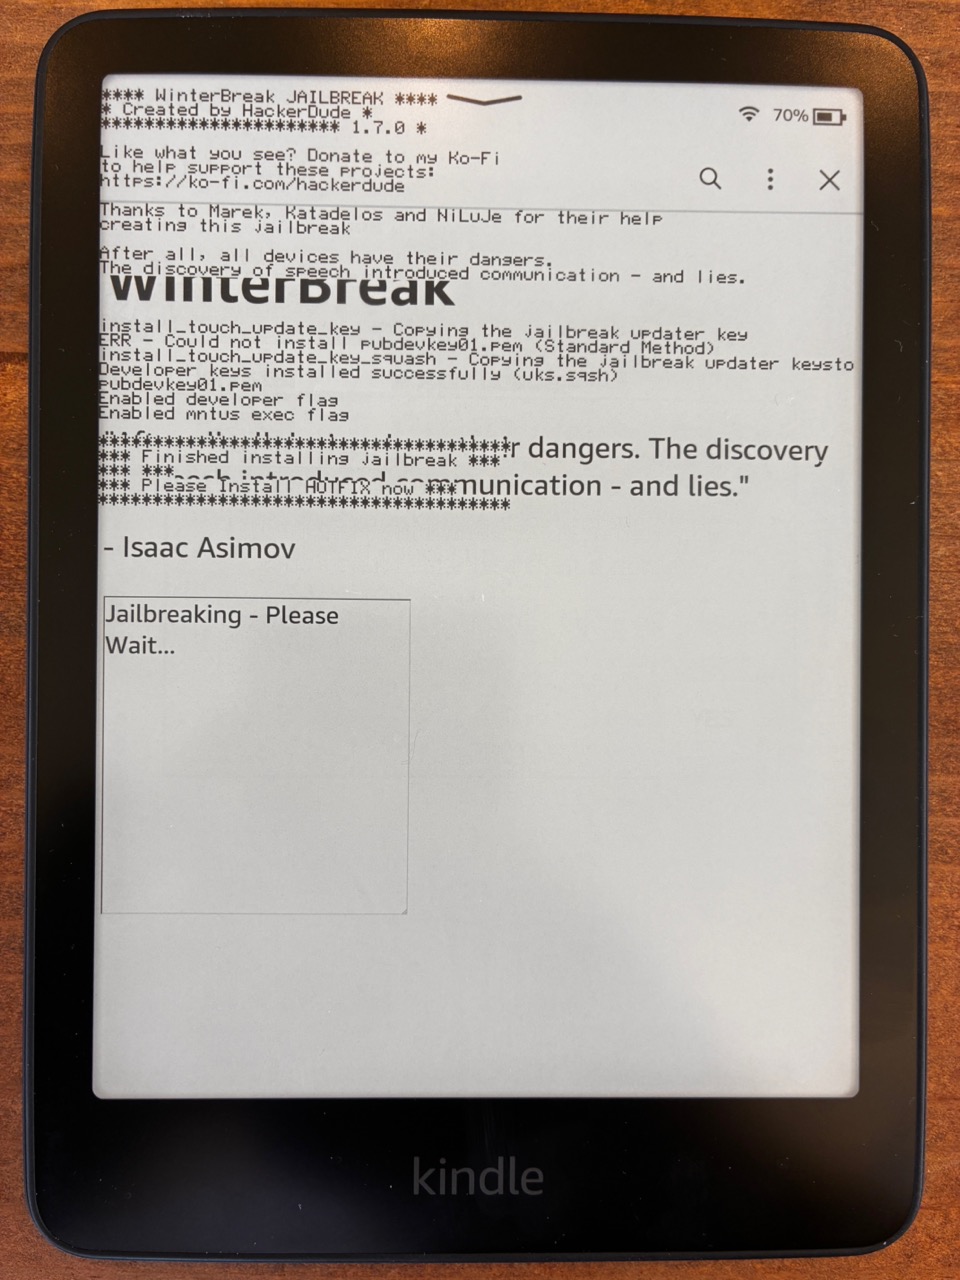 **** WinterBreak JAILBREAK ****
* Created by HackerDude *
********************** 1.7.0 *
70%
Like what you see? Donate to my Ko-Fi
to help support these projects:
https://ko-fi.com/hackerdude
Thanks to Marek, Katadelos and NiLuJe for their help
creating this jailbreak
After all, all devices have their dangers.
The discovery of speech introduced communication - and lies.
WinterBreak
install_touch_update_key - Copying the jailbreak updater key
ERR - Could not install pubdevkey01.pem (Standard Method)
install_touch_update_key_squash - Copying the jailbreak updater keysto
Developer keys installed successfully (uks.sqsh)
pubdevkey01.pem
Enabled developer flag
Enabled mntus exec flag
**************************************
r dangers. The discovery
*** Finished installing jailbreak ***
*** ***
*** Please Install HOTFIX now ***
munication - and lies."
**************************************
- Isaac Asimov
Jailbreaking - Please
Wait...
kindle